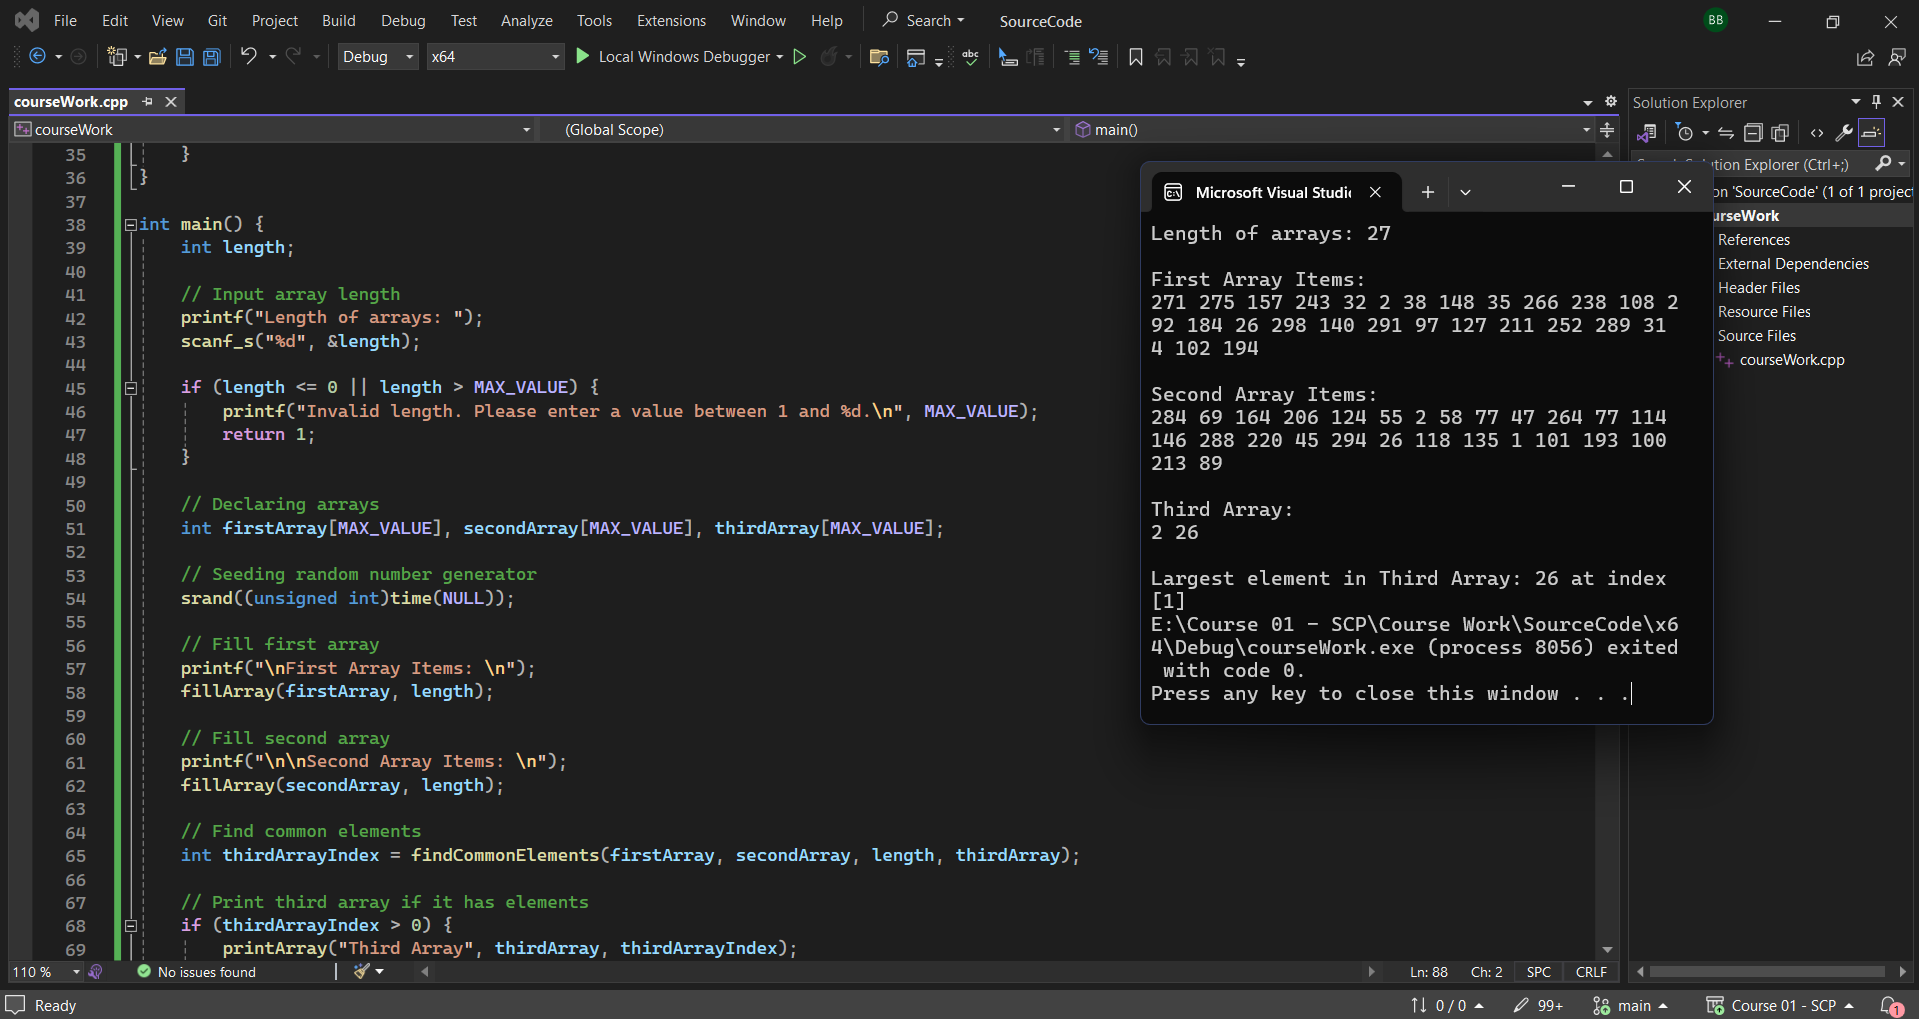 File Edit View Git Project Build Debug Test Analyze Tools Extensions Window Help Search SourceCode BB
Debug x64 Local Windows Debugger abc
courseWork.cpp
courseWork (Global Scope) main()
35 }
36 }
37
38 int main() {
39 int length;
40
41 // Input array length
42 printf("Length of arrays: ");
43 scanf_s("%d", &length);
44
45 if (length <= 0 || length > MAX_VALUE) {
46 printf("Invalid length. Please enter a value between 1 and %d.\n", MAX_VALUE);
47 return 1;
48 }
49
50 // Declaring arrays
51 int firstArray[MAX_VALUE], secondArray[MAX_VALUE], thirdArray[MAX_VALUE];
52
53 // Seeding random number generator
54 srand((unsigned int)time(NULL));
55
56 // Fill first array
57 printf("\nFirst Array Items: \n");
58 fillArray(firstArray, length);
59
60 // Fill second array
61 printf("\n\nSecond Array Items: \n");
62 fillArray(secondArray, length);
63
64 // Find common elements
65 int thirdArrayIndex = findCommonElements(firstArray, secondArray, length, thirdArray);
66
67 // Print third array if it has elements
68 if (thirdArrayIndex > 0) {
69 printArray("Third Array", thirdArray, thirdArrayIndex);
110 % No issues found Ln: 88 Ch: 2 SPC CRLF
Microsoft Visual Studi
Length of arrays: 27
First Array Items:
271 275 157 243 32 2 38 148 35 266 238 108 2
92 184 26 298 140 291 97 127 211 252 289 31
4 102 194
Second Array Items:
284 69 164 206 124 55 2 58 77 47 264 77 114
146 288 220 45 294 26 118 135 1 101 193 100
213 89
Third Array:
2 26
Largest element in Third Array: 26 at index
[1]
E:\Course 01 - SCP\Course Work\SourceCode\x6
4\Debug\courseWork.exe (process 8056) exited
with code 0.
Press any key to close this window . . .
Solution Explorer
Solution Explorer (Ctrl+;)
on 'SourceCode' (1 of 1 project
urseWork
References
External Dependencies
Header Files
Resource Files
Source Files
courseWork.cpp
Ready 0 / 0 99+ main Course 01 - SCP 1